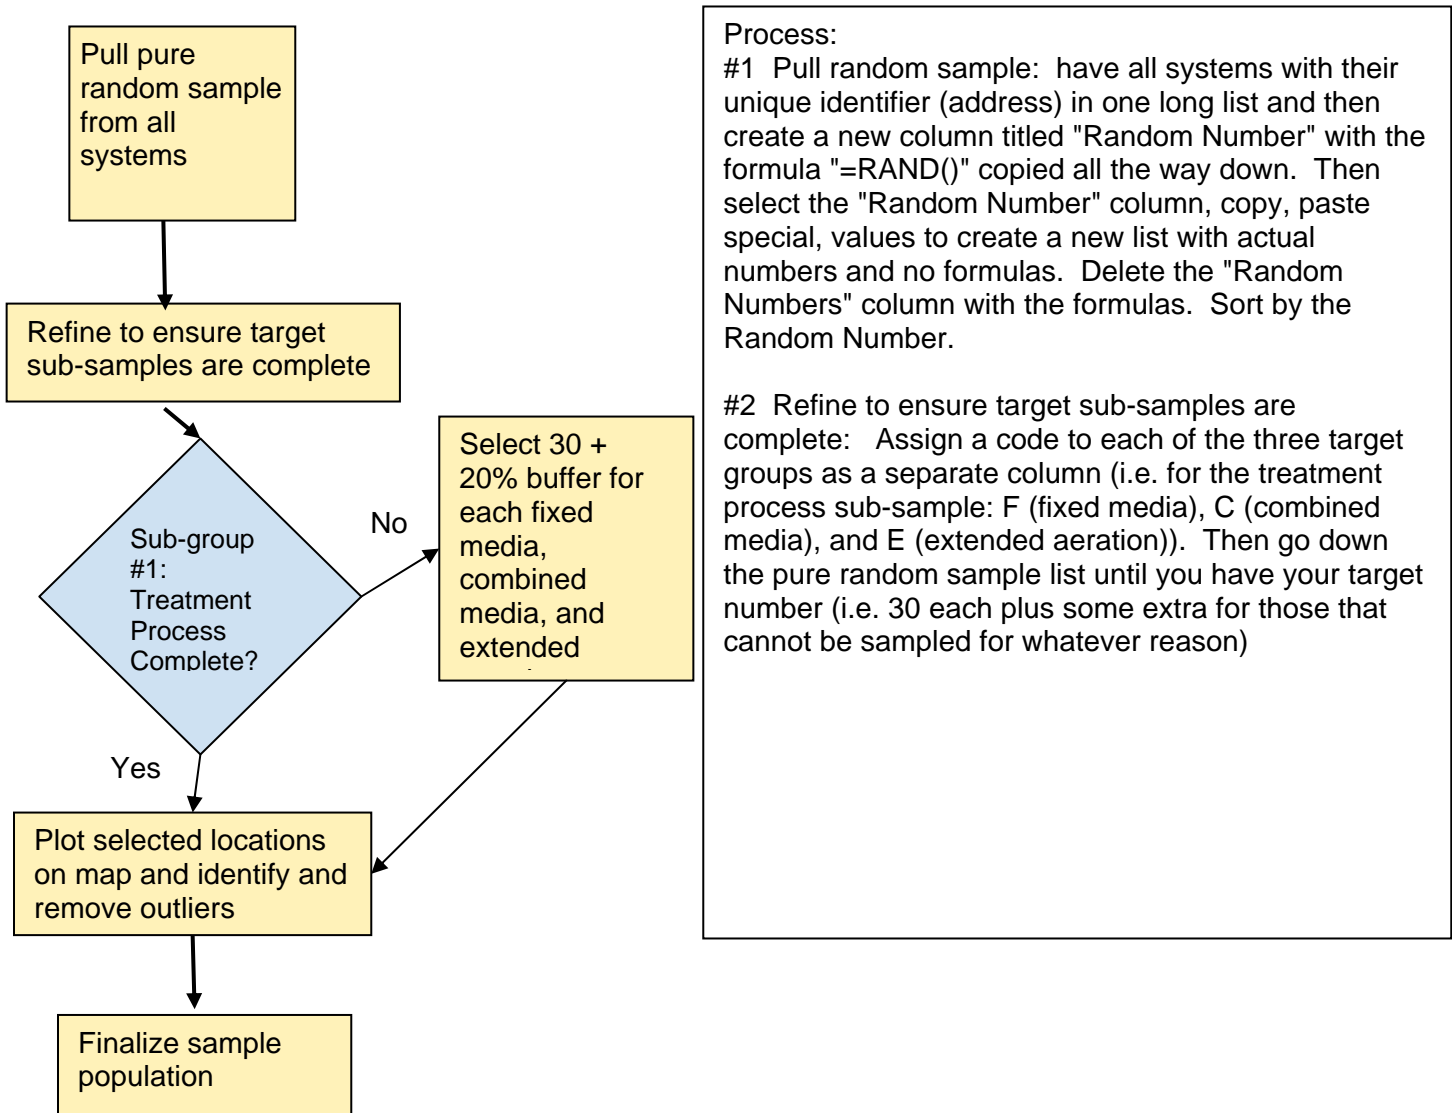 Pull pure
random sample
from all
systems
Refine to ensure target
sub-samples are complete
Sub-group
#1:
Treatment
Process
Complete?
No
Select 30 +
20% buffer for
each fixed
media,
combined
media, and
extended
Yes
Plot selected locations
on map and identify and
remove outliers
Finalize sample
population
Process:
#1  Pull random sample:  have all systems with their
unique identifier (address) in one long list and then
create a new column titled "Random Number" with the
formula "=RAND()" copied all the way down.  Then
select the "Random Number" column, copy, paste
special, values to create a new list with actual
numbers and no formulas.  Delete the "Random
Numbers" column with the formulas.  Sort by the
Random Number.
#2  Refine to ensure target sub-samples are
complete:   Assign a code to each of the three target
groups as a separate column (i.e. for the treatment
process sub-sample: F (fixed media), C (combined
media), and E (extended aeration)).  Then go down
the pure random sample list until you have your target
number (i.e. 30 each plus some extra for those that
cannot be sampled for whatever reason)